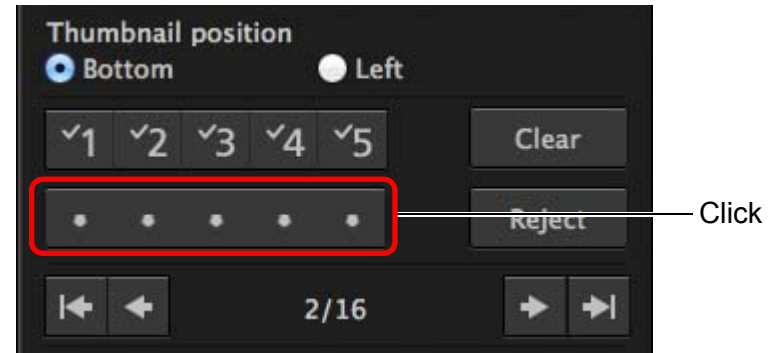 Thumbnail position
Bottom Left
✓1 ✓2 ✓3 ✓4 ✓5 Clear
Reject Click
2/16